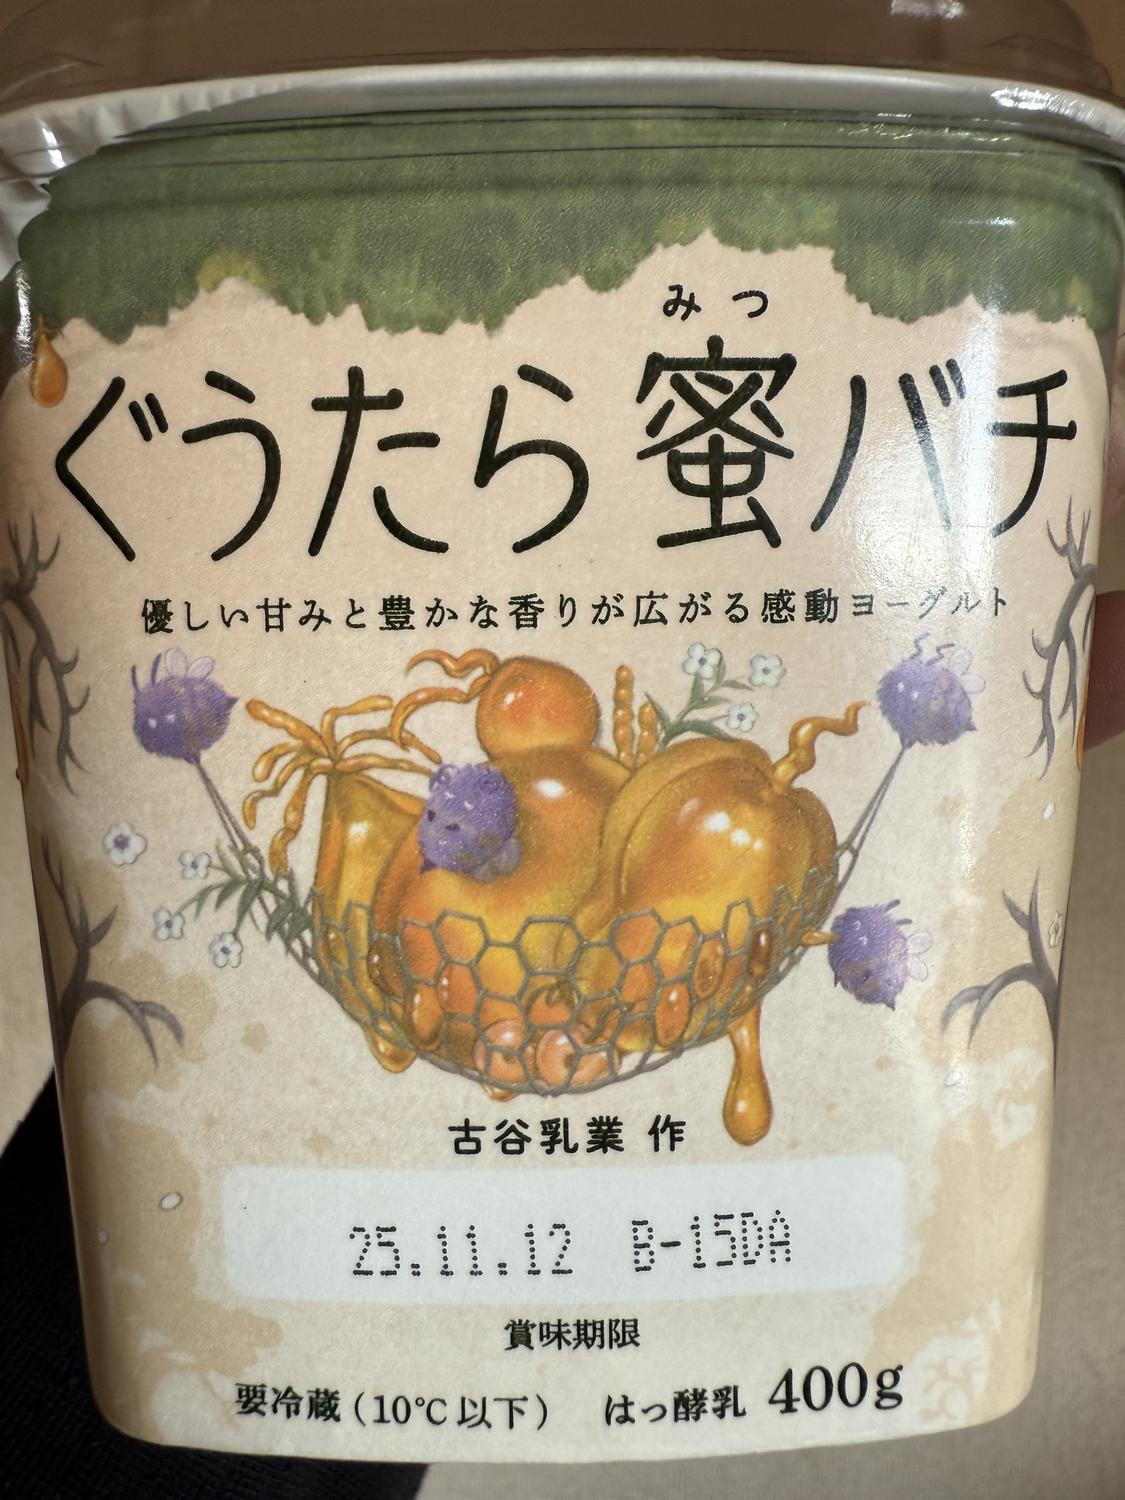 みつ
ぐうたら蜜バチ
優しい甘みと豊かな香りが広がる感動ヨーグルト
古谷乳業 作
25.11.12 B-15DA
賞味期限
要冷蔵(10℃以下) はっ酵乳 400g